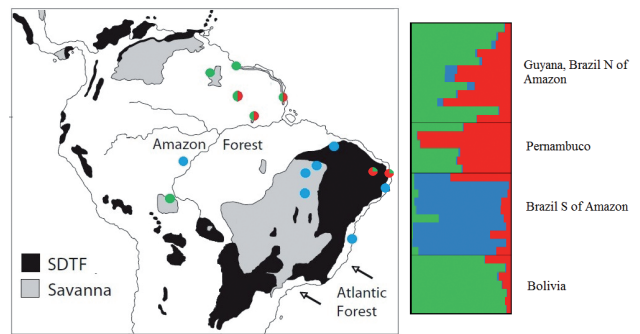 Amazon Forest
SDTF
Savanna
Atlantic
Forest
Guyana, Brazil N of
Amazon
Pernambuco
Brazil S of Amazon
Bolivia